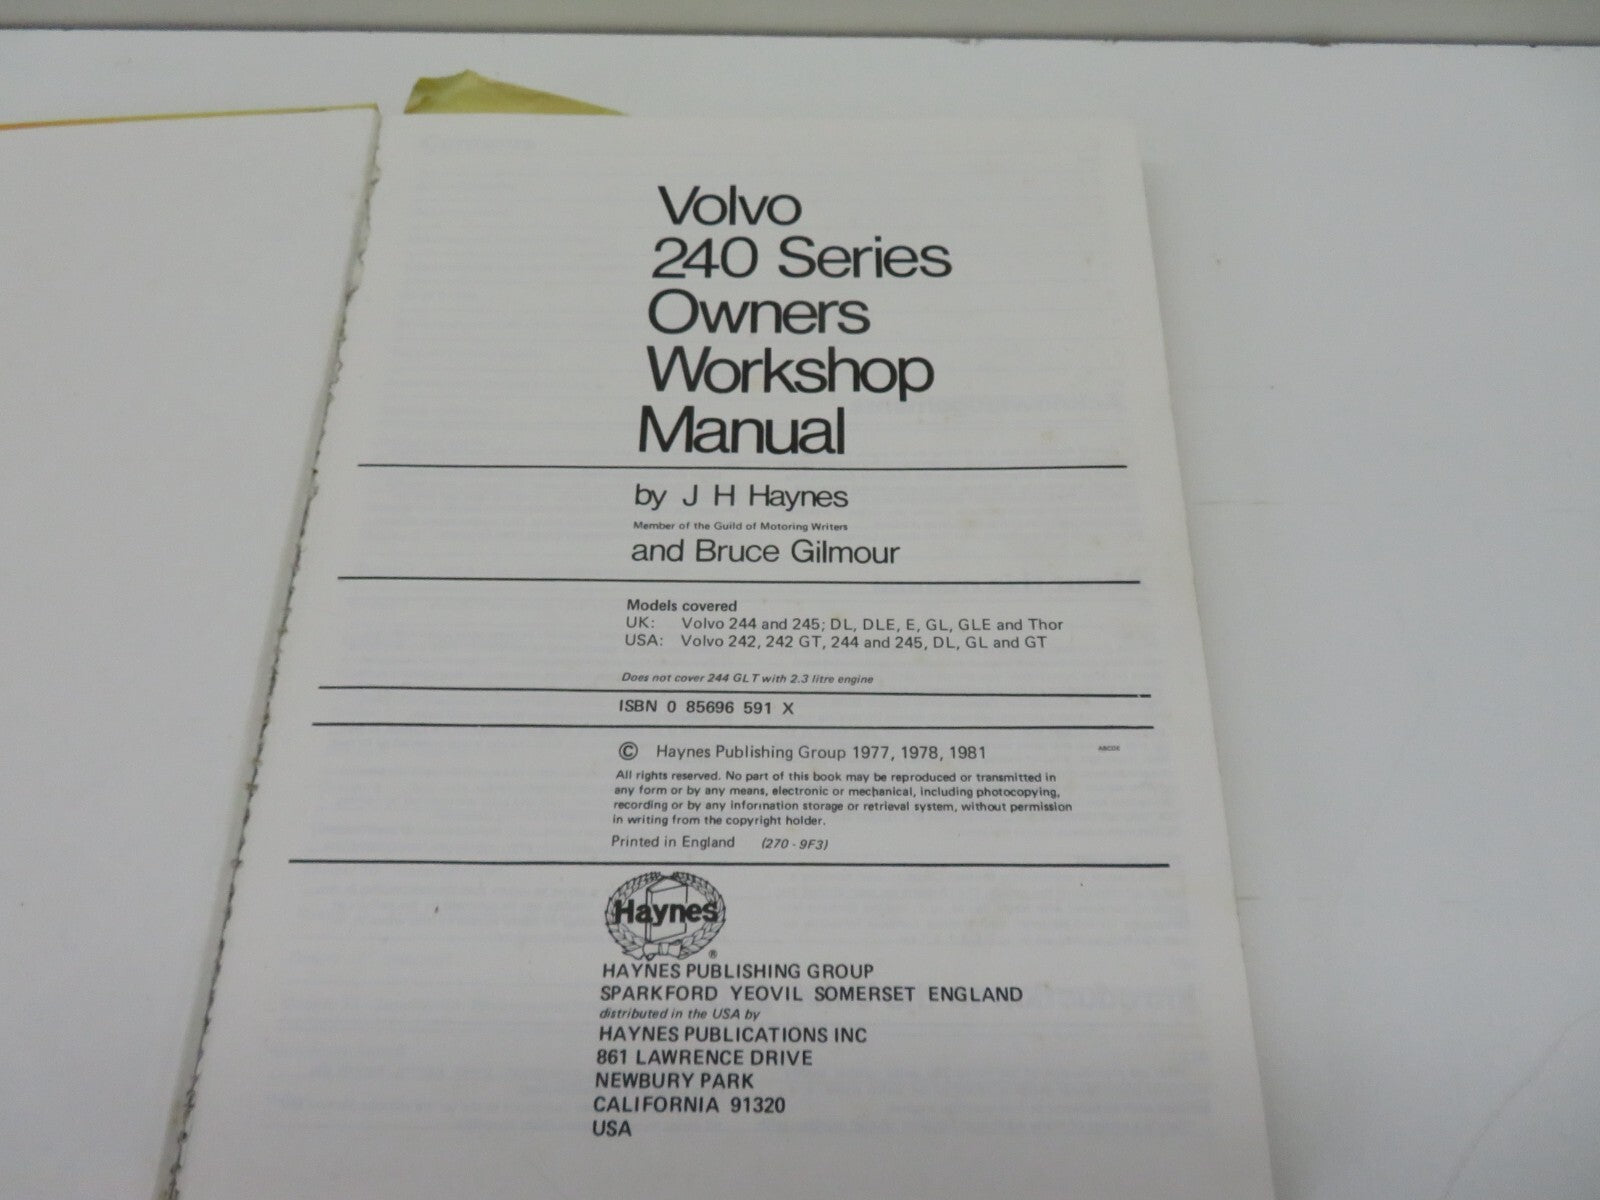 Volvo
240 Series
Owners
Workshop
Manual
by J H Haynes
Member of the Guild of Motoring Writers
and Bruce Gilmour
Models covered
UK: Volvo 244 and 245; DL, DLE, E, GL, GLE and Thor
USA: Volvo 242, 242 GT, 244 and 245, DL, GL and GT
Does not cover 244 GLT with 2.3 litre engine
ISBN 0 85696 591 X
© Haynes Publishing Group 1977, 1978, 1981
ABCDE
All rights reserved. No part of this book may be reproduced or transmitted in
any form or by any means, electronic or mechanical, including photocopying,
recording or by any information storage or retrieval system, without permission
in writing from the copyright holder.
Printed in England (270 - 9F3)
Haynes
®
HAYNES PUBLISHING GROUP
SPARKFORD YEOVIL SOMERSET ENGLAND
distributed in the USA by
HAYNES PUBLICATIONS INC
861 LAWRENCE DRIVE
NEWBURY PARK
CALIFORNIA 91320
USA